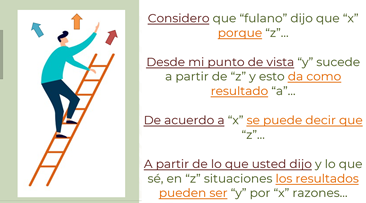 Considero que “fulano” dijo que “x”
porque “z”...
Desde mi punto de vista “y” sucede
a partir de “z” y esto da como
resultado “a”...
De acuerdo a “x” se puede decir que
“z”...
A partir de lo que usted dijo y lo que
sé, en “z” situaciones los resultados
pueden ser “y” por “x” razones...